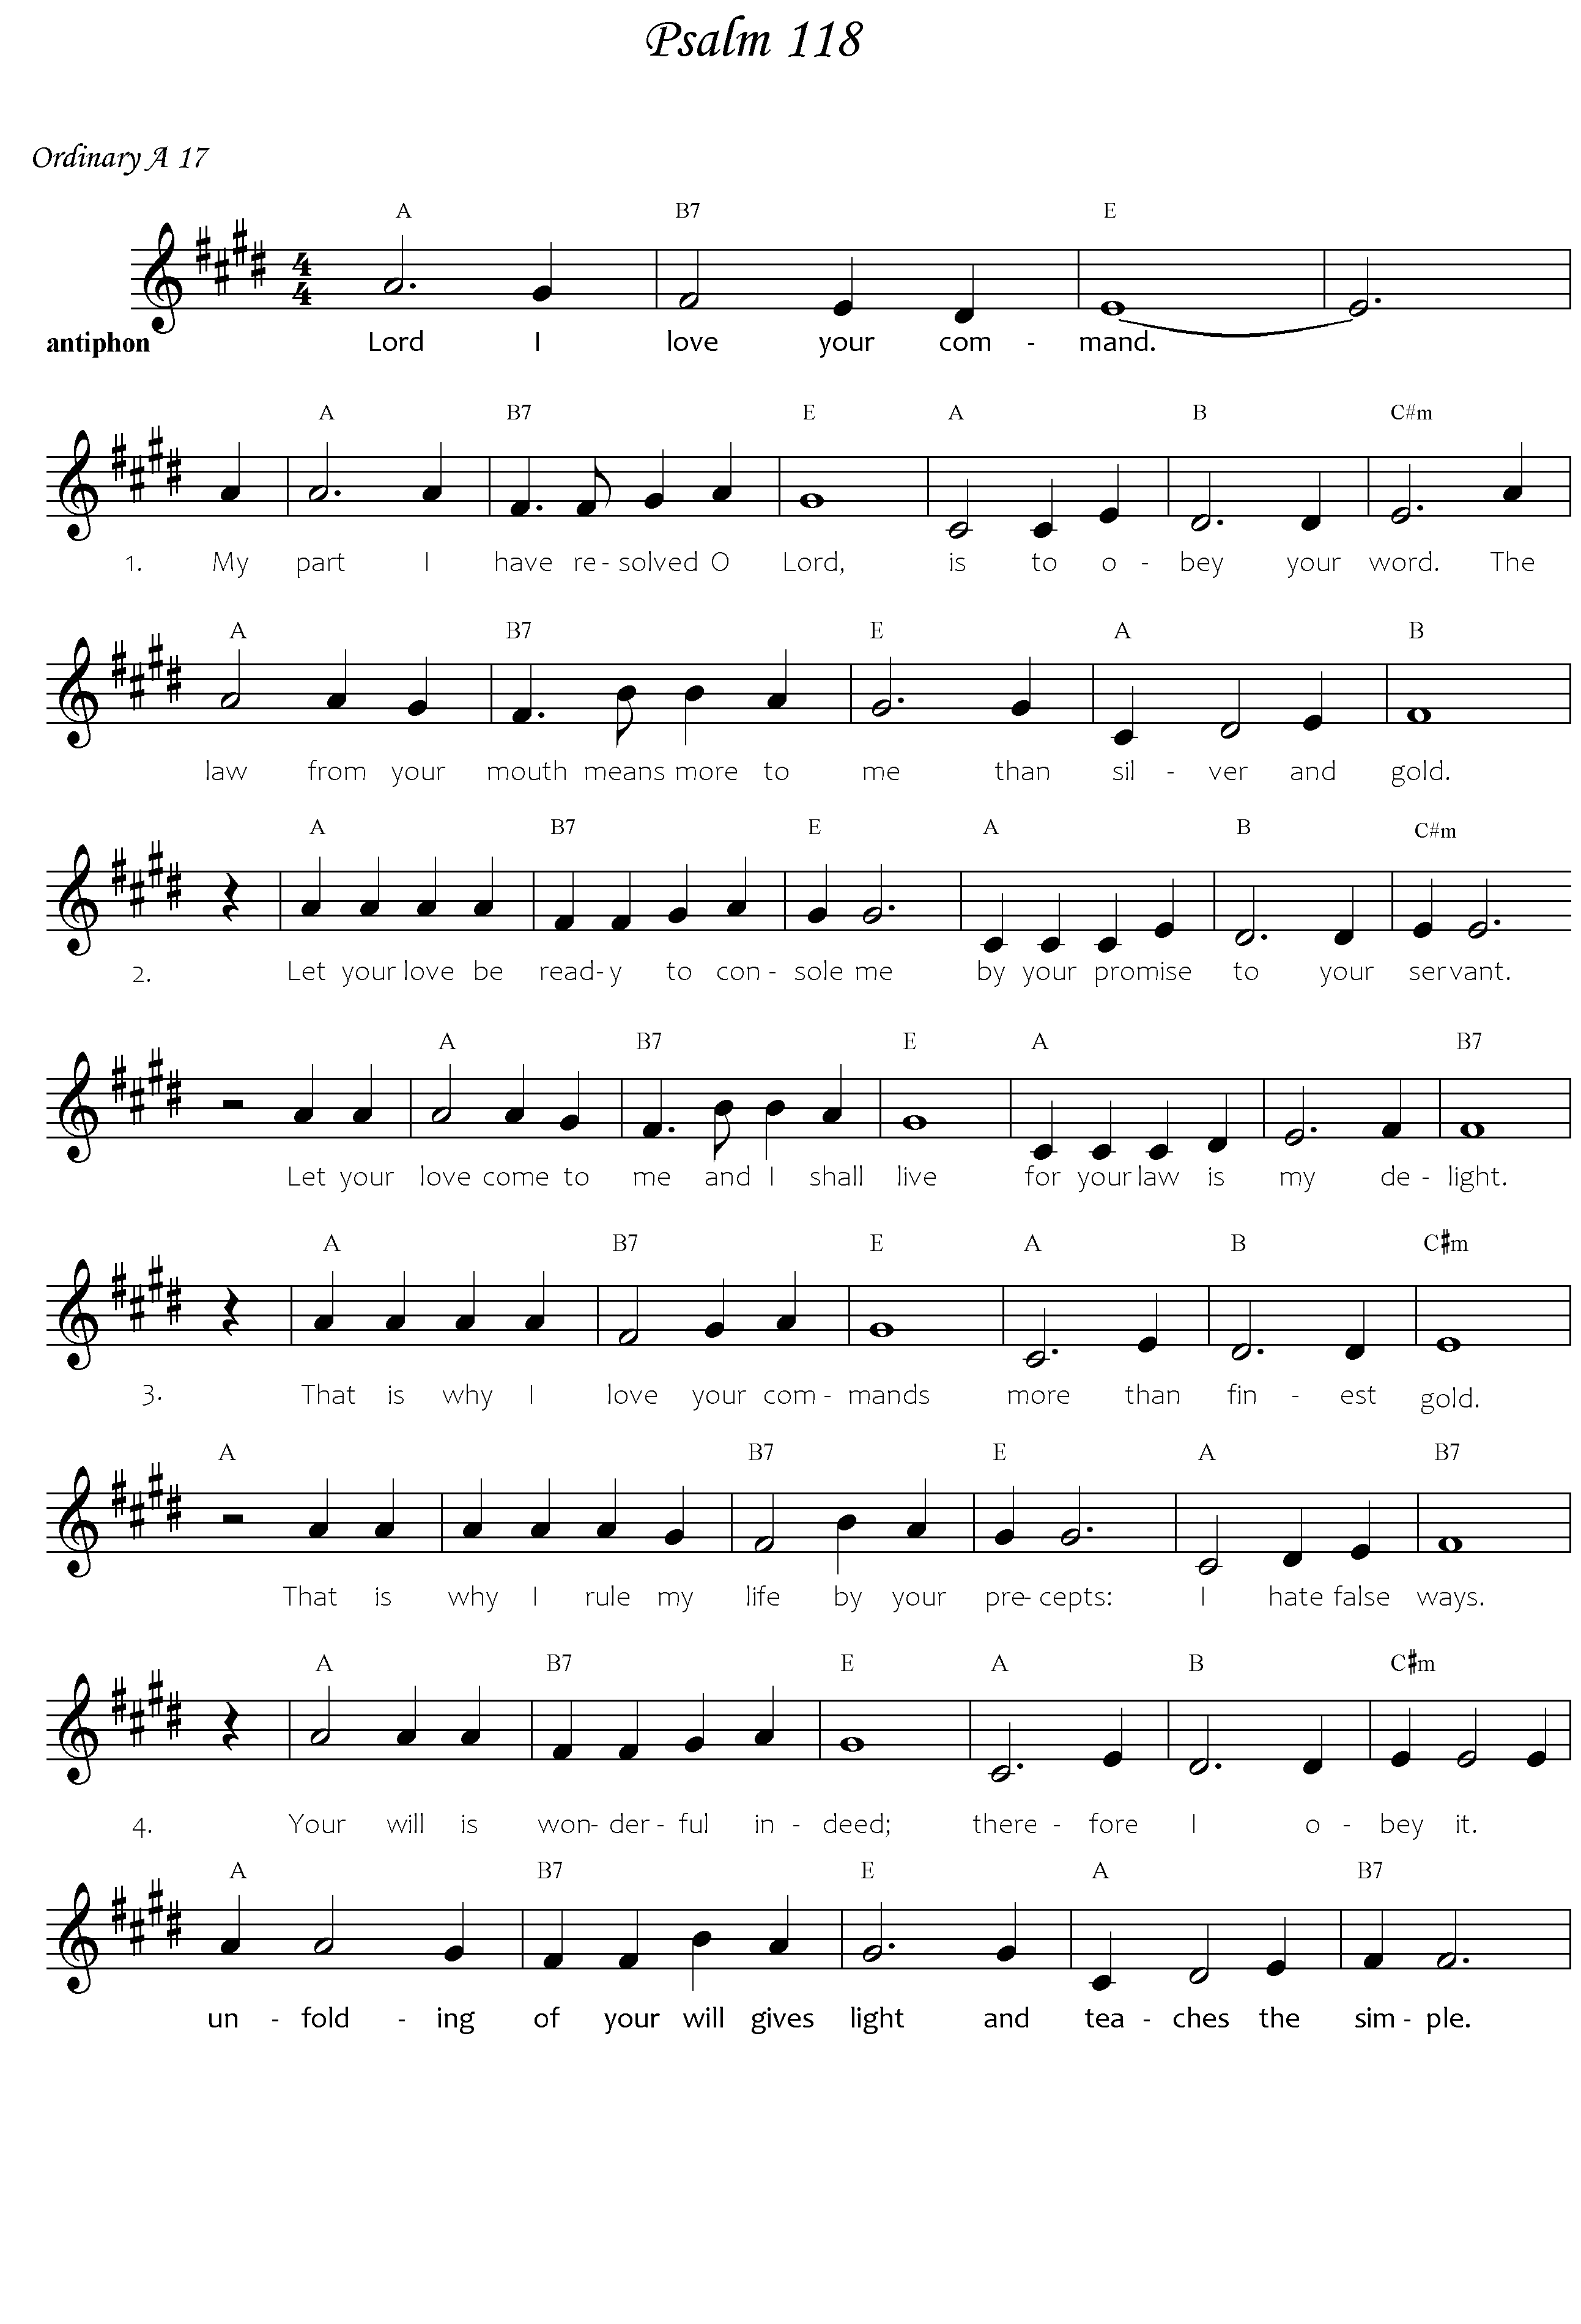 Psalm 118
Ordinary A 17
A B7 E
4
4
antiphon Lord I love your com - mand.
A B7 E A B C#m
1. My part I have re - solved O Lord, is to o - bey your word. The
A B7 E A B
law from your mouth means more to me than sil - ver and gold.
A B7 E A B C#m
2. Let your love be read - y to con - sole me by your promise to your servant.
A B7 E A B7
Let your love come to me and I shall live for your law is my de - light.
A B7 E A B C#m
3. That is why I love your com - mands more than fin - est gold.
A B7 E A B7
That is why I rule my life by your pre - cepts: I hate false ways.
A B7 E A B C#m
4. Your will is won - der - ful in - deed; there - fore I o - bey it.
A B7 E A B7
un - fold - ing of your will gives light and tea - ches the sim - ple.